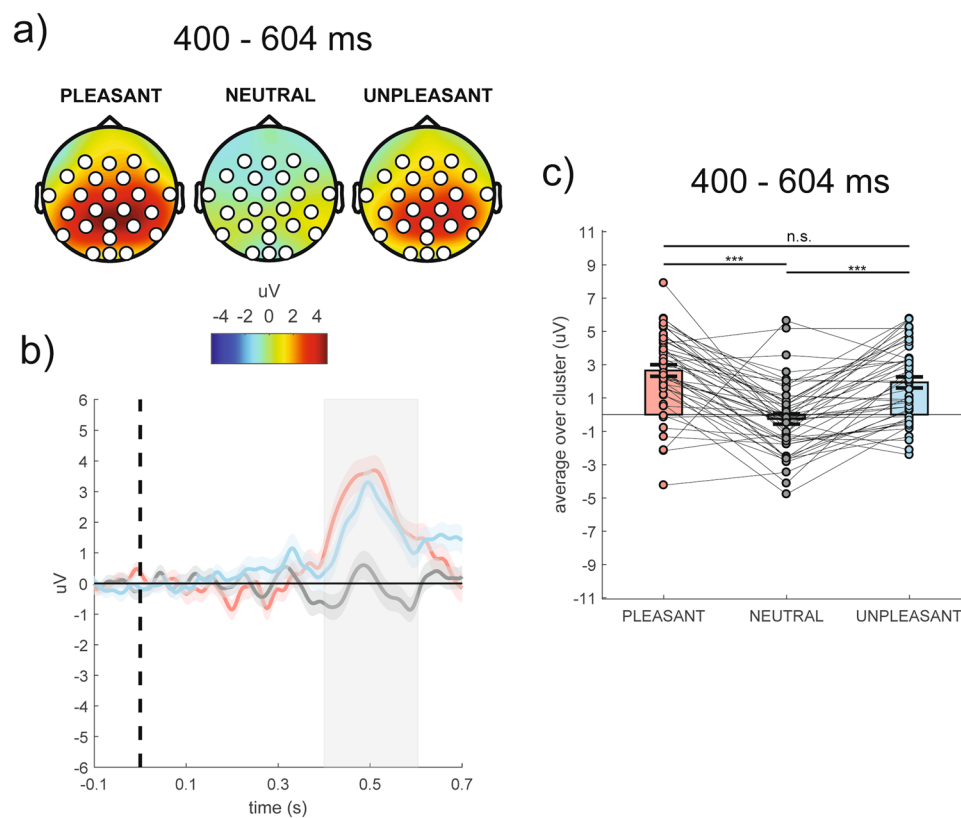 a)
400 - 604 ms
PLEASANT NEUTRAL UNPLEASANT
uV
-4 -2 0 2 4
b)
6
5
4
3
2
1
0
-1
-2
-3
-4
-5
-6
uV
-0.1 0.1 0.3 0.5 0.7
time (s)
c)
400 - 604 ms
n.s.
*** ***
11
9
7
5
3
1
-1
-3
-5
-7
-9
-11
average over cluster (uV)
PLEASANT NEUTRAL UNPLEASANT